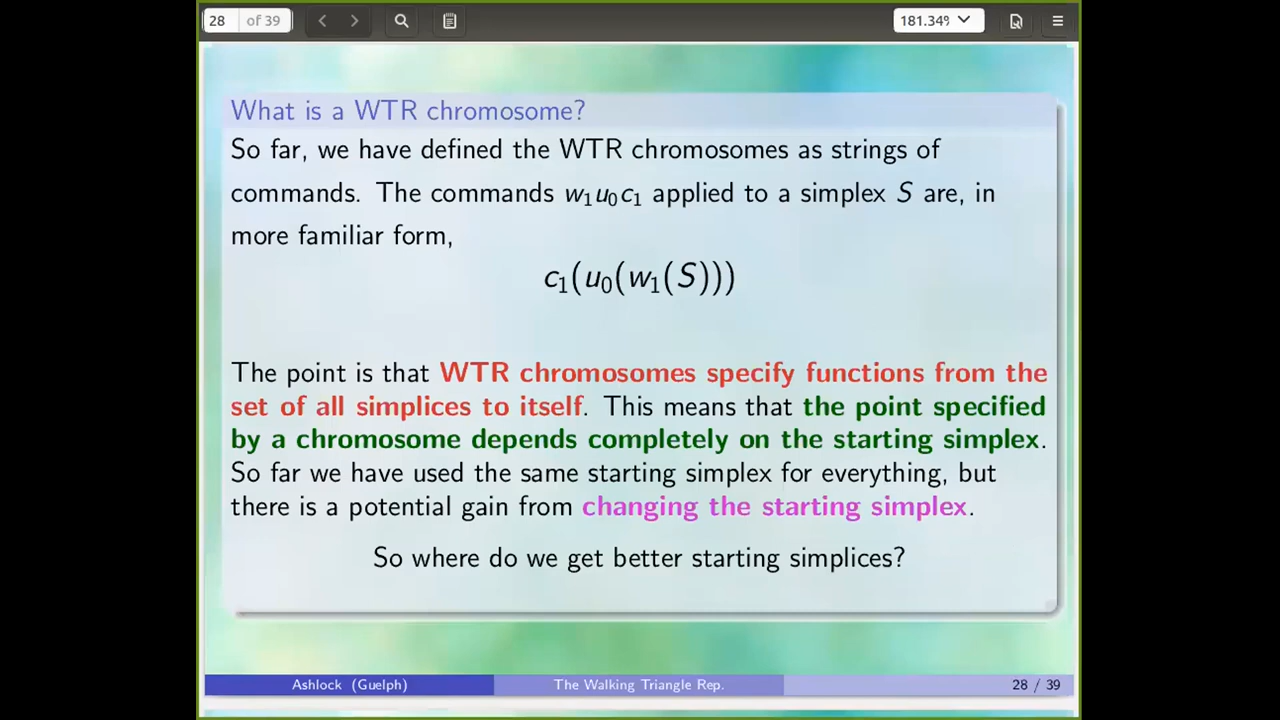 28 of 39
181.34%
What is a WTR chromosome?
So far, we have defined the WTR chromosomes as strings of
commands. The commands w₁u₀c₁ applied to a simplex S are, in
more familiar form,
c₁(u₀(w₁(S)))
The point is that WTR chromosomes specify functions from the
set of all simplices to itself. This means that the point specified
by a chromosome depends completely on the starting simplex.
So far we have used the same starting simplex for everything, but
there is a potential gain from changing the starting simplex.
So where do we get better starting simplices?
Ashlock (Guelph) The Walking Triangle Rep. 28 / 39